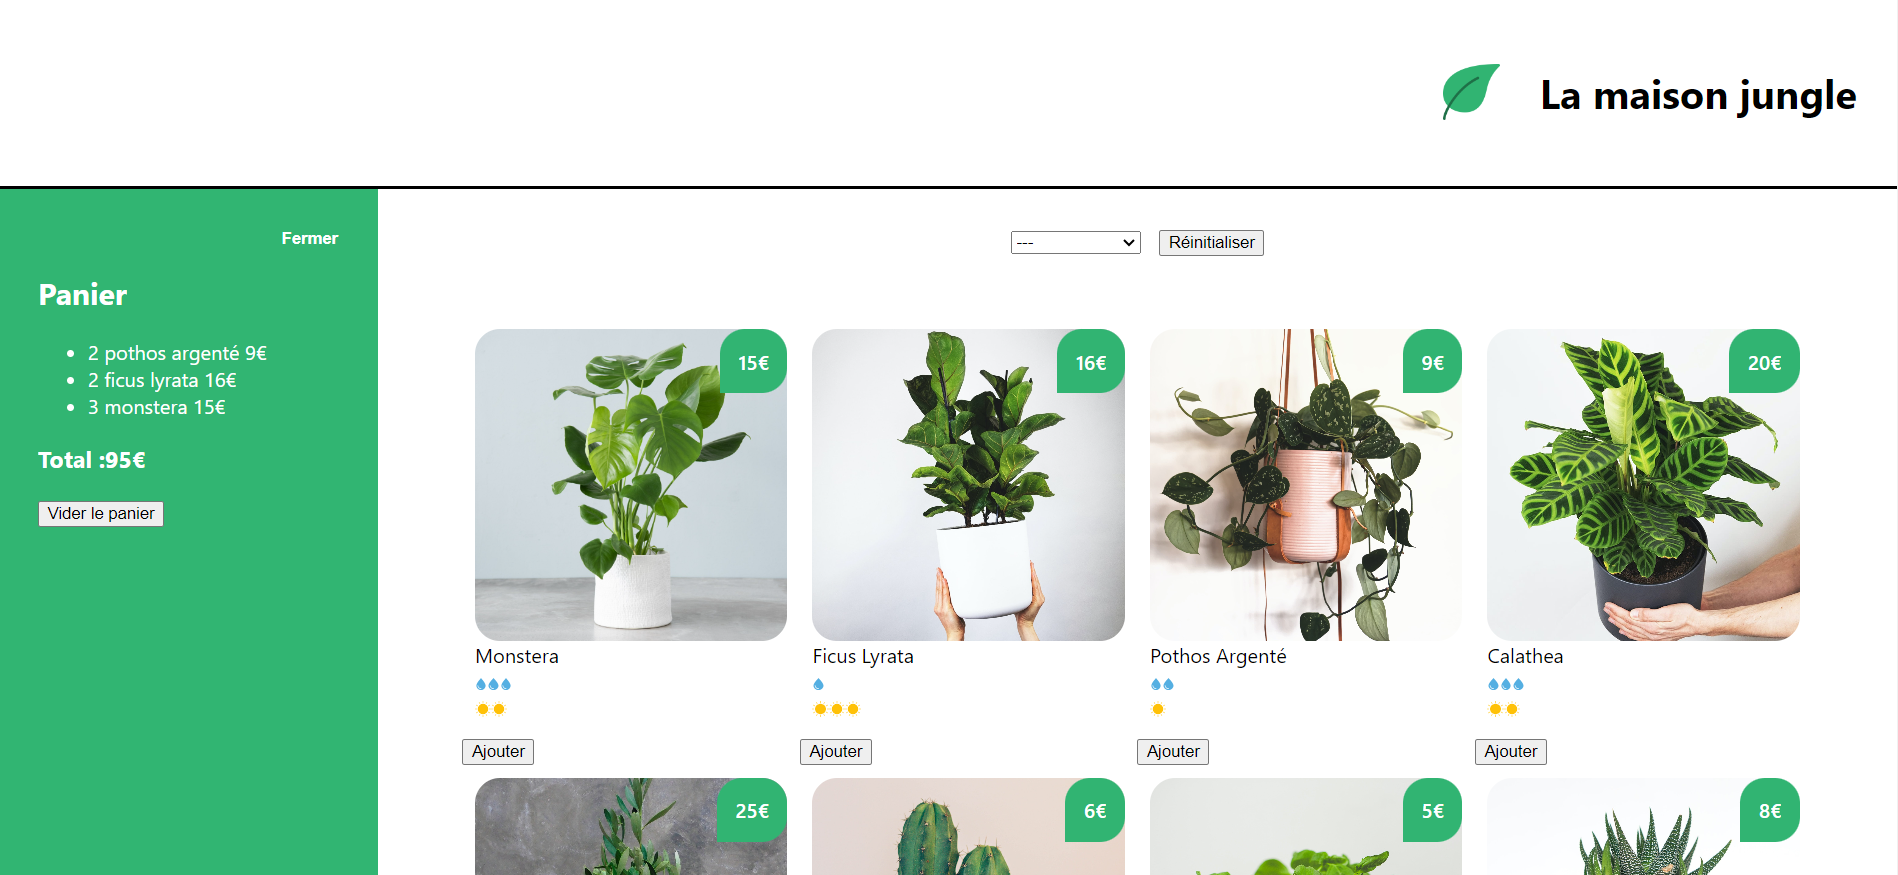 La maison jungle
Fermer
Panier
2 pothos argenté 9€
2 ficus lyrata 16€
3 monstera 15€
Total :95€
Vider le panier
---
Réinitialiser
15€
16€
9€
20€
Monstera
Ficus Lyrata
Pothos Argenté
Calathea
Ajouter
Ajouter
Ajouter
Ajouter
25€
6€
5€
8€